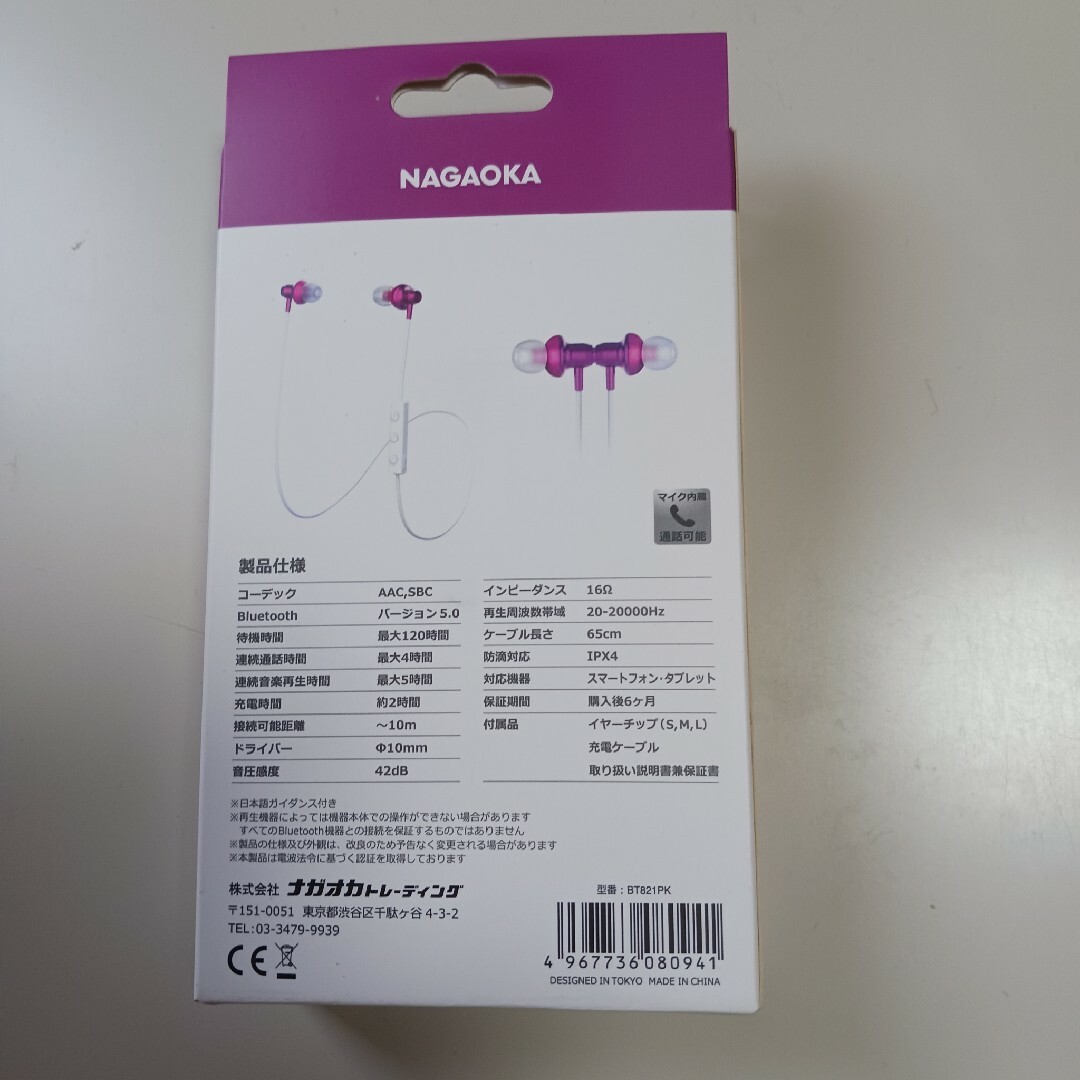 NAGAOKA
マイク内蔵
通話可能
製品仕様
コーデック AAC,SBC
Bluetooth バージョン 5.0
待機時間 最大120時間
連続通話時間 最大4時間
連続音楽再生時間 最大5時間
充電時間 約2時間
接続可能距離 ～10m
ドライバー Φ10mm
音圧感度 42dB
インピーダンス 16Ω
再生周波数帯域 20-20000Hz
ケーブル長さ 65cm
防滴対応 IPX4
対応機器 スマートフォン・タブレット
保証期間 購入後6ヶ月
付属品 イヤーチップ(S,M,L)
充電ケーブル
取り扱い説明書兼保証書
※日本語ガイダンス付き
※再生機器によっては機器本体での操作ができない場合があります
すべてのBluetooth機器との接続を保証するものではありません
※製品の仕様及び外観は、改良のため予告なく変更される場合があります
※本製品は電波法令に基づく認証を取得しております
株式会社 ナガオカトレーディング
〒151-0051 東京都渋谷区千駄ヶ谷 4-3-2
TEL:03-3479-9939
CE
型番：BT821PK
4 967736 080941
DESIGNED IN TOKYO MADE IN CHINA